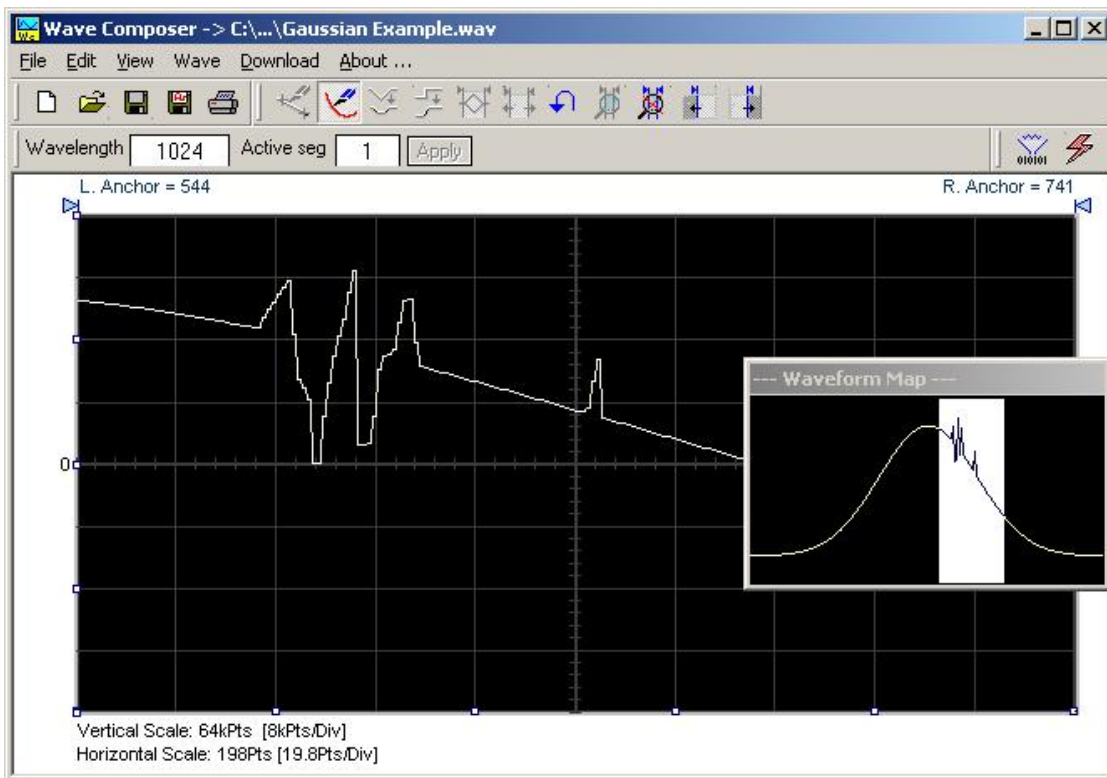 Wave Composer -> C:\...\Gaussian Example.wav
File Edit View Wave Download About ...
Wavelength 1024 Active seg 1 Apply
010101
L. Anchor = 544 R. Anchor = 741
--- Waveform Map ---
0
Vertical Scale: 64kPts [8kPts/Div]
Horizontal Scale: 198Pts [19.8Pts/Div]